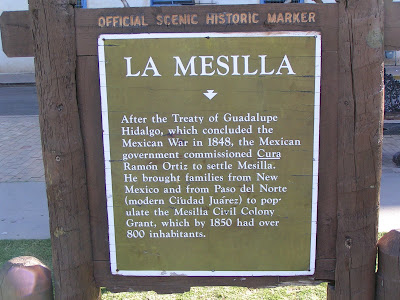 OFFICIAL SCENIC HISTORIC MARKER
LA MESILLA
After the Treaty of Guadalupe
Hidalgo, which concluded the
Mexican War in 1848, the Mexican
government commissioned Cura
Ramón Ortiz to settle Mesilla.
He brought families from New
Mexico and from Paso del Norte
(modern Ciudad Juárez) to pop-
ulate the Mesilla Civil Colony
Grant, which by 1850 had over
800 inhabitants.